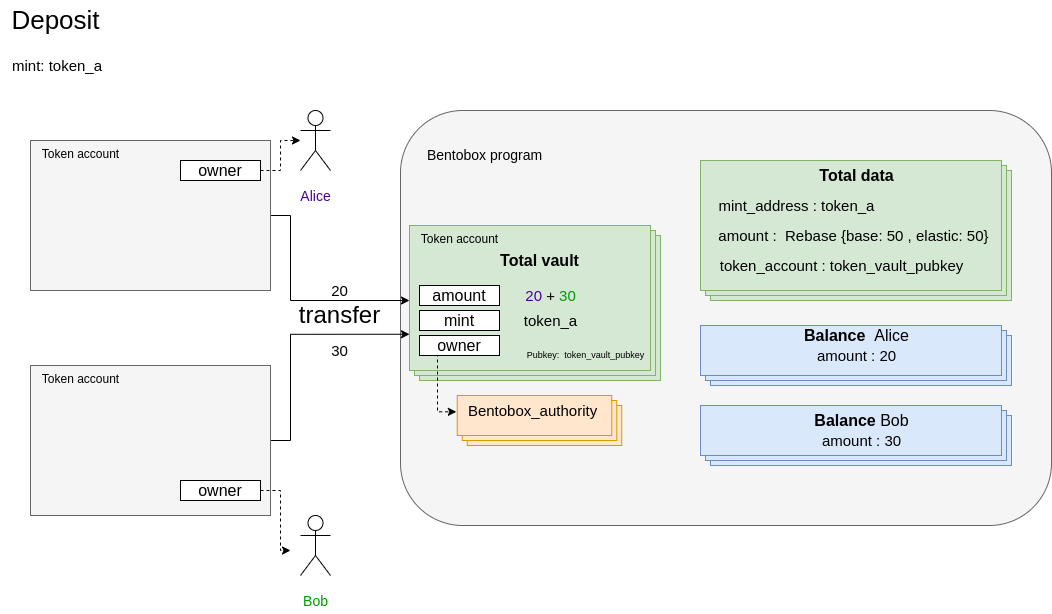 Deposit
mint: token_a
Token account
owner
Alice
20
transfer
30
Token account
owner
Bob
Bentobox program
Token account
Total vault
amount 20 + 30
mint token_a
owner
Pubkey: token_vault_pubkey
Bentobox_authority
Total data
mint_address : token_a
amount : Rebase {base: 50 , elastic: 50}
token_account : token_vault_pubkey
Balance Alice
amount : 20
Balance Bob
amount : 30